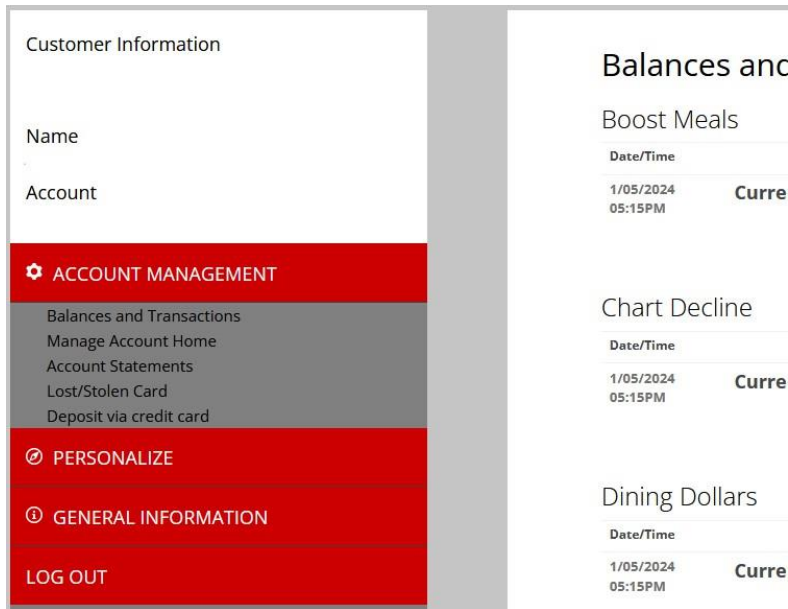 Customer Information
Name
Account
ACCOUNT MANAGEMENT
Balances and Transactions
Manage Account Home
Account Statements
Lost/Stolen Card
Deposit via credit card
PERSONALIZE
GENERAL INFORMATION
LOG OUT
Balances and
Boost Meals
Date/Time
1/05/2024
05:15PM
Curre
Chart Decline
Date/Time
1/05/2024
05:15PM
Curre
Dining Dollars
Date/Time
1/05/2024
05:15PM
Curre